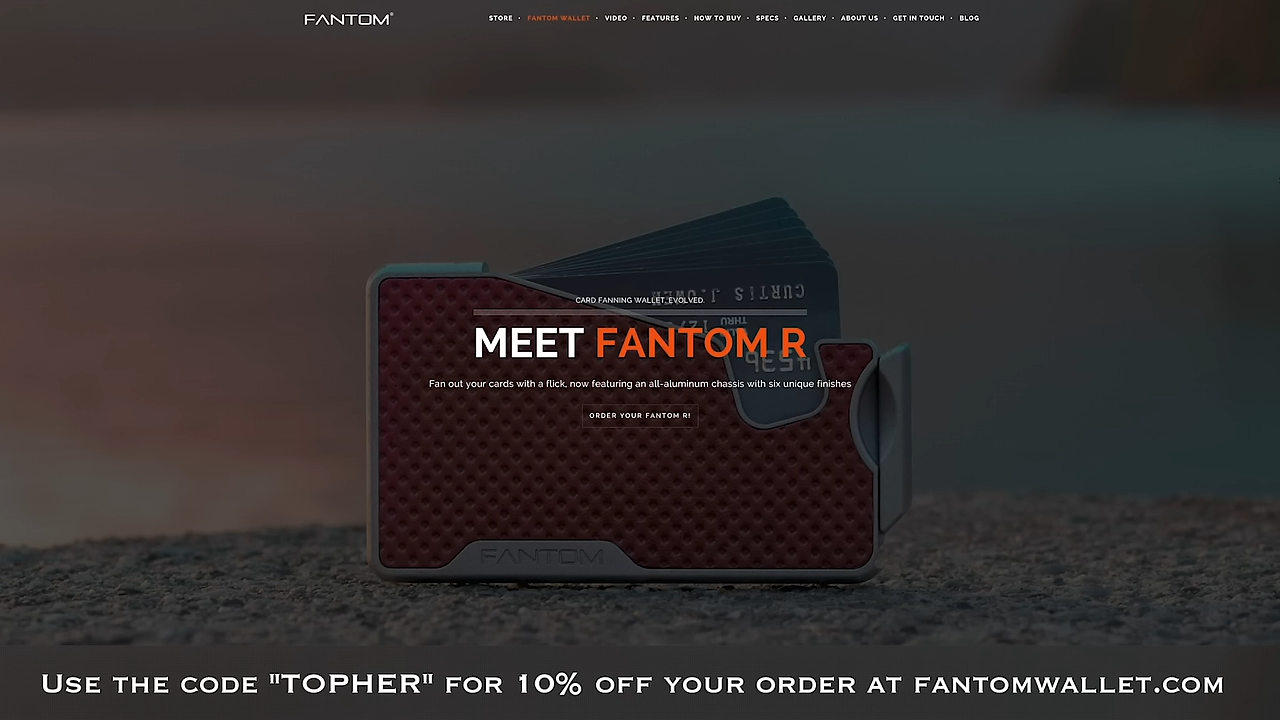 FANTOM®
STORE • FANTOM WALLET • VIDEO • FEATURES • HOW TO BUY • SPECS • GALLERY • ABOUT US • GET IN TOUCH • BLOG
CURTIS J.
THRU
CARD FANNING WALLET, EVOLVED.
MEET FANTOM R
Fan out your cards with a flick, now featuring an all-aluminum chassis with six unique finishes
ORDER YOUR FANTOM R!
FANTOM
USE THE CODE "TOPHER" FOR 10% OFF YOUR ORDER AT FANTOMWALLET.COM